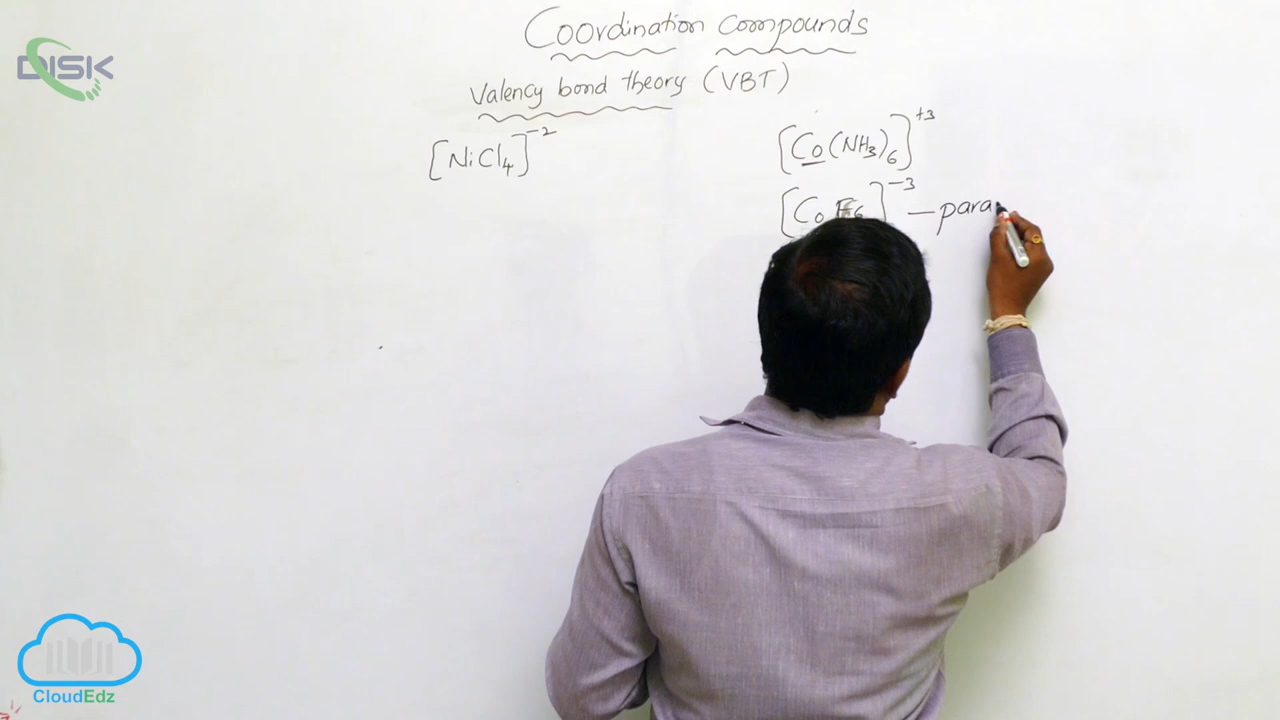 DISK
Coordination compounds
Valency bond theory (VBT)
[NiCl₄]⁻²
[Co(NH₃)₆]⁺³
[CoF₆]⁻³ — para
CloudEdz